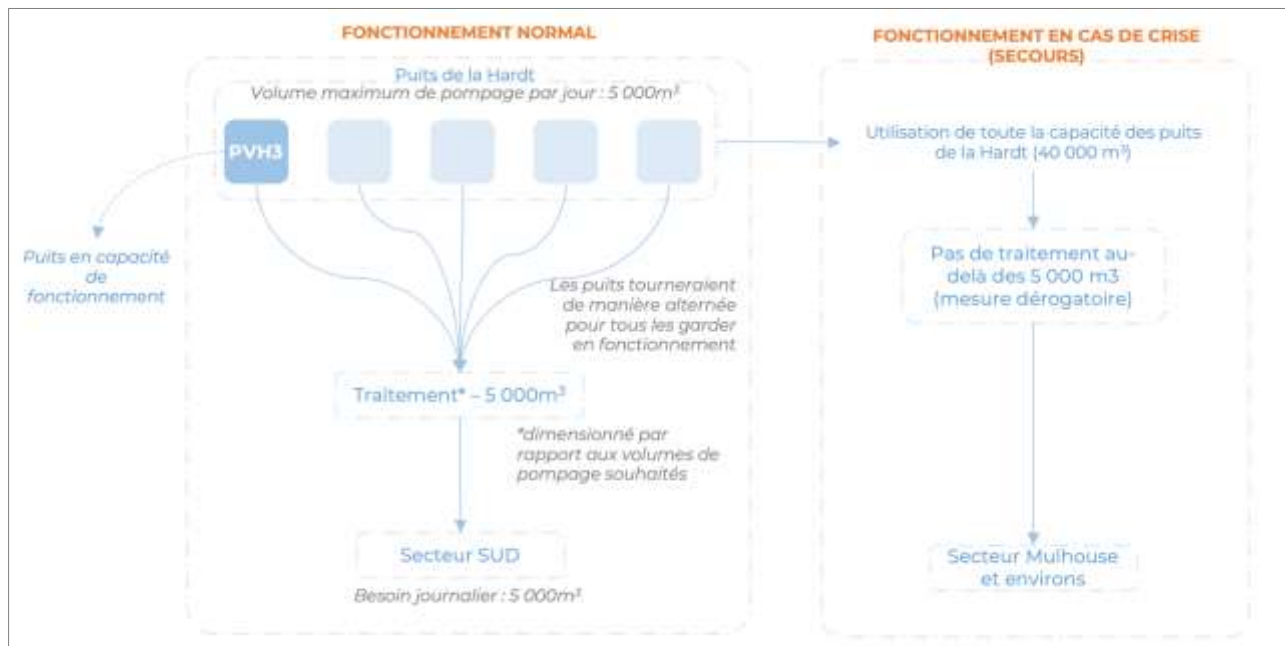 FONCTIONNEMENT NORMAL
Puits de la Hardt
Volume maximum de pompage par jour : 5 000m³
PVH3
Puits en capacité
de
fonctionnement
Les puits tourneraient
de manière alternée
pour tous les garder
en fonctionnement
Traitement* – 5 000m³
*dimensionné par
rapport aux volumes de
pompage souhaités
Secteur SUD
Besoin journalier : 5 000m³
FONCTIONNEMENT EN CAS DE CRISE
(SECOURS)
Utilisation de toute la capacité des puits
de la Hardt (40 000 m³)
Pas de traitement au-
delà des 5 000 m3
(mesure dérogatoire)
Secteur Mulhouse
et environs